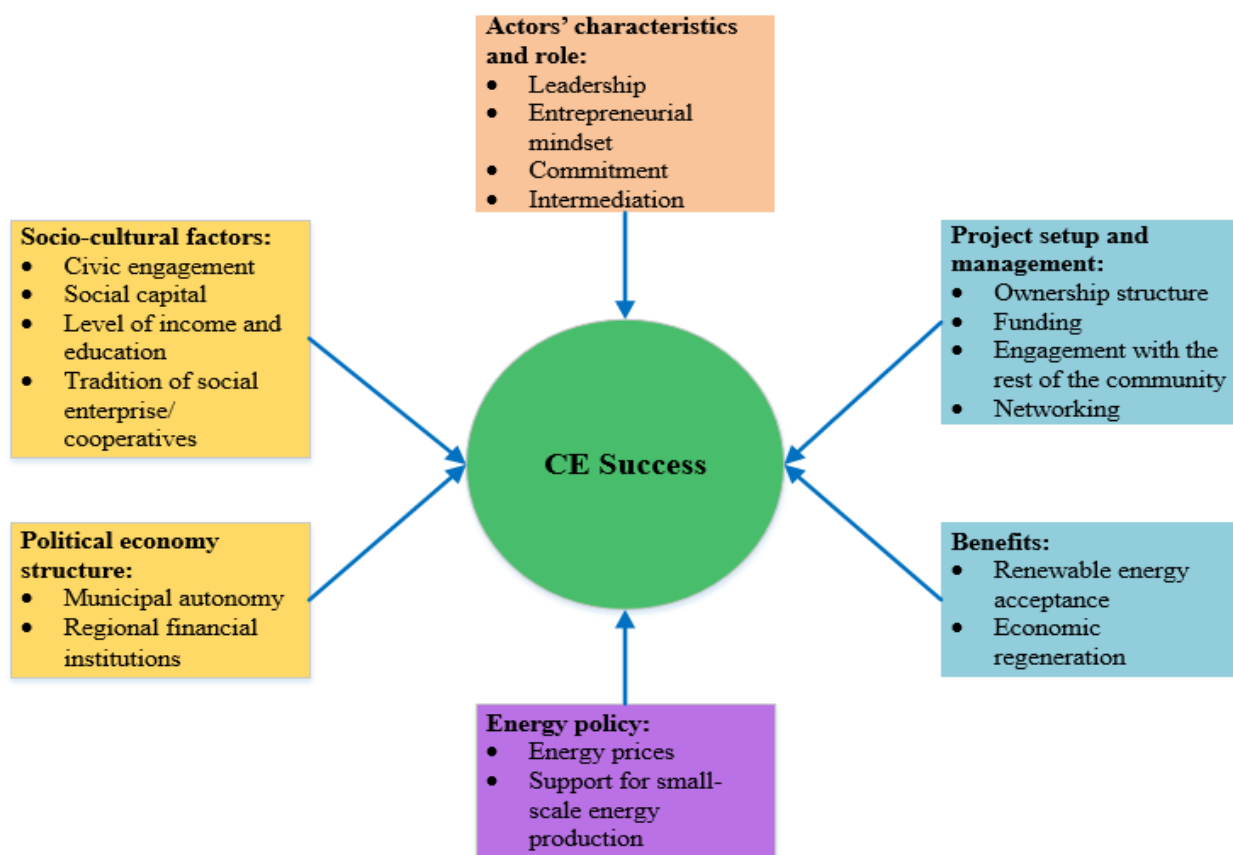 Actors’ characteristics
and role:
• Leadership
• Entrepreneurial
mindset
• Commitment
• Intermediation
Socio-cultural factors:
• Civic engagement
• Social capital
• Level of income and
education
• Tradition of social
enterprise/
cooperatives
Project setup and
management:
• Ownership structure
• Funding
• Engagement with the
rest of the community
• Networking
CE Success
Political economy
structure:
• Municipal autonomy
• Regional financial
institutions
Benefits:
• Renewable energy
acceptance
• Economic
regeneration
Energy policy:
• Energy prices
• Support for small-
scale energy
production